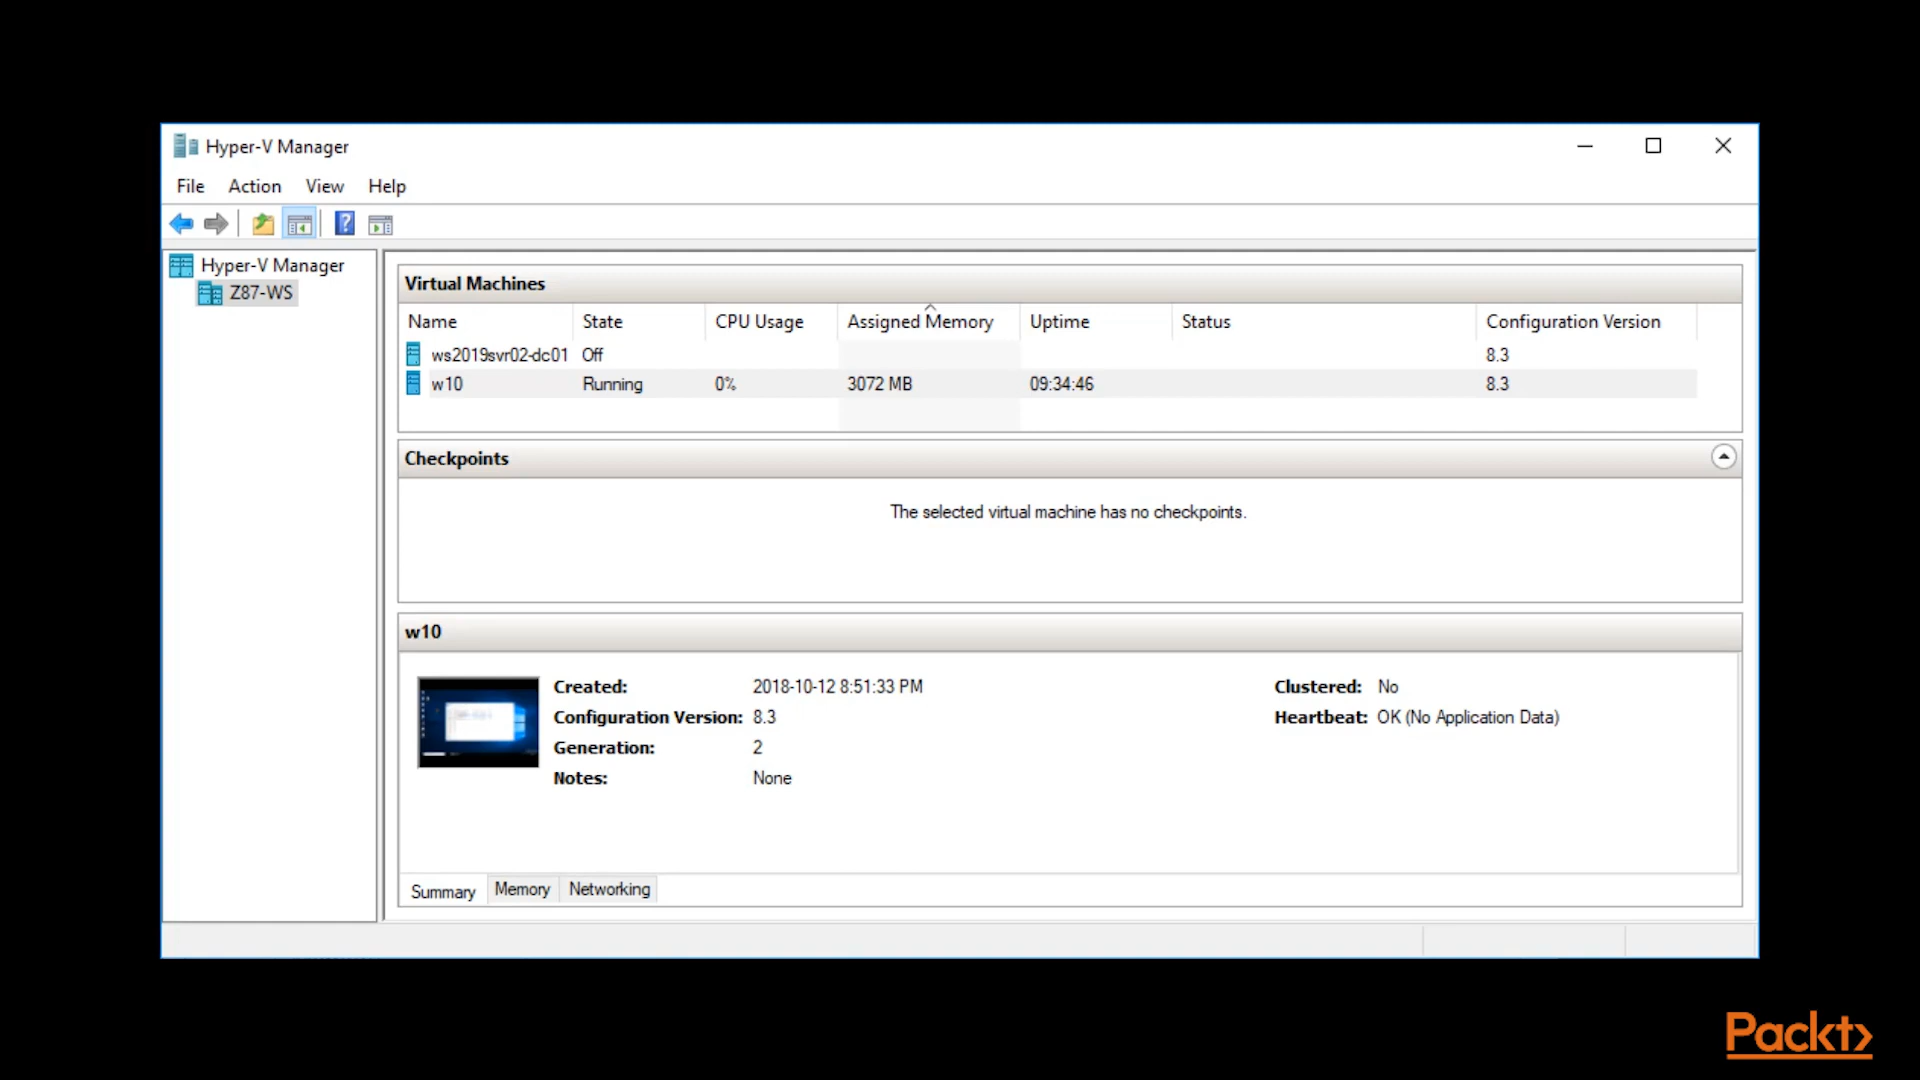 Hyper-V Manager
File Action View Help
Hyper-V Manager
Z87-WS
Virtual Machines
Name State CPU Usage Assigned Memory Uptime Status Configuration Version
ws2019svr02-dc01 Off 8.3
w10 Running 0% 3072 MB 09:34:46 8.3
Checkpoints
The selected virtual machine has no checkpoints.
w10
Created: 2018-10-12 8:51:33 PM Clustered: No
Configuration Version: 8.3 Heartbeat: OK (No Application Data)
Generation: 2
Notes: None
Summary Memory Networking
Packt>